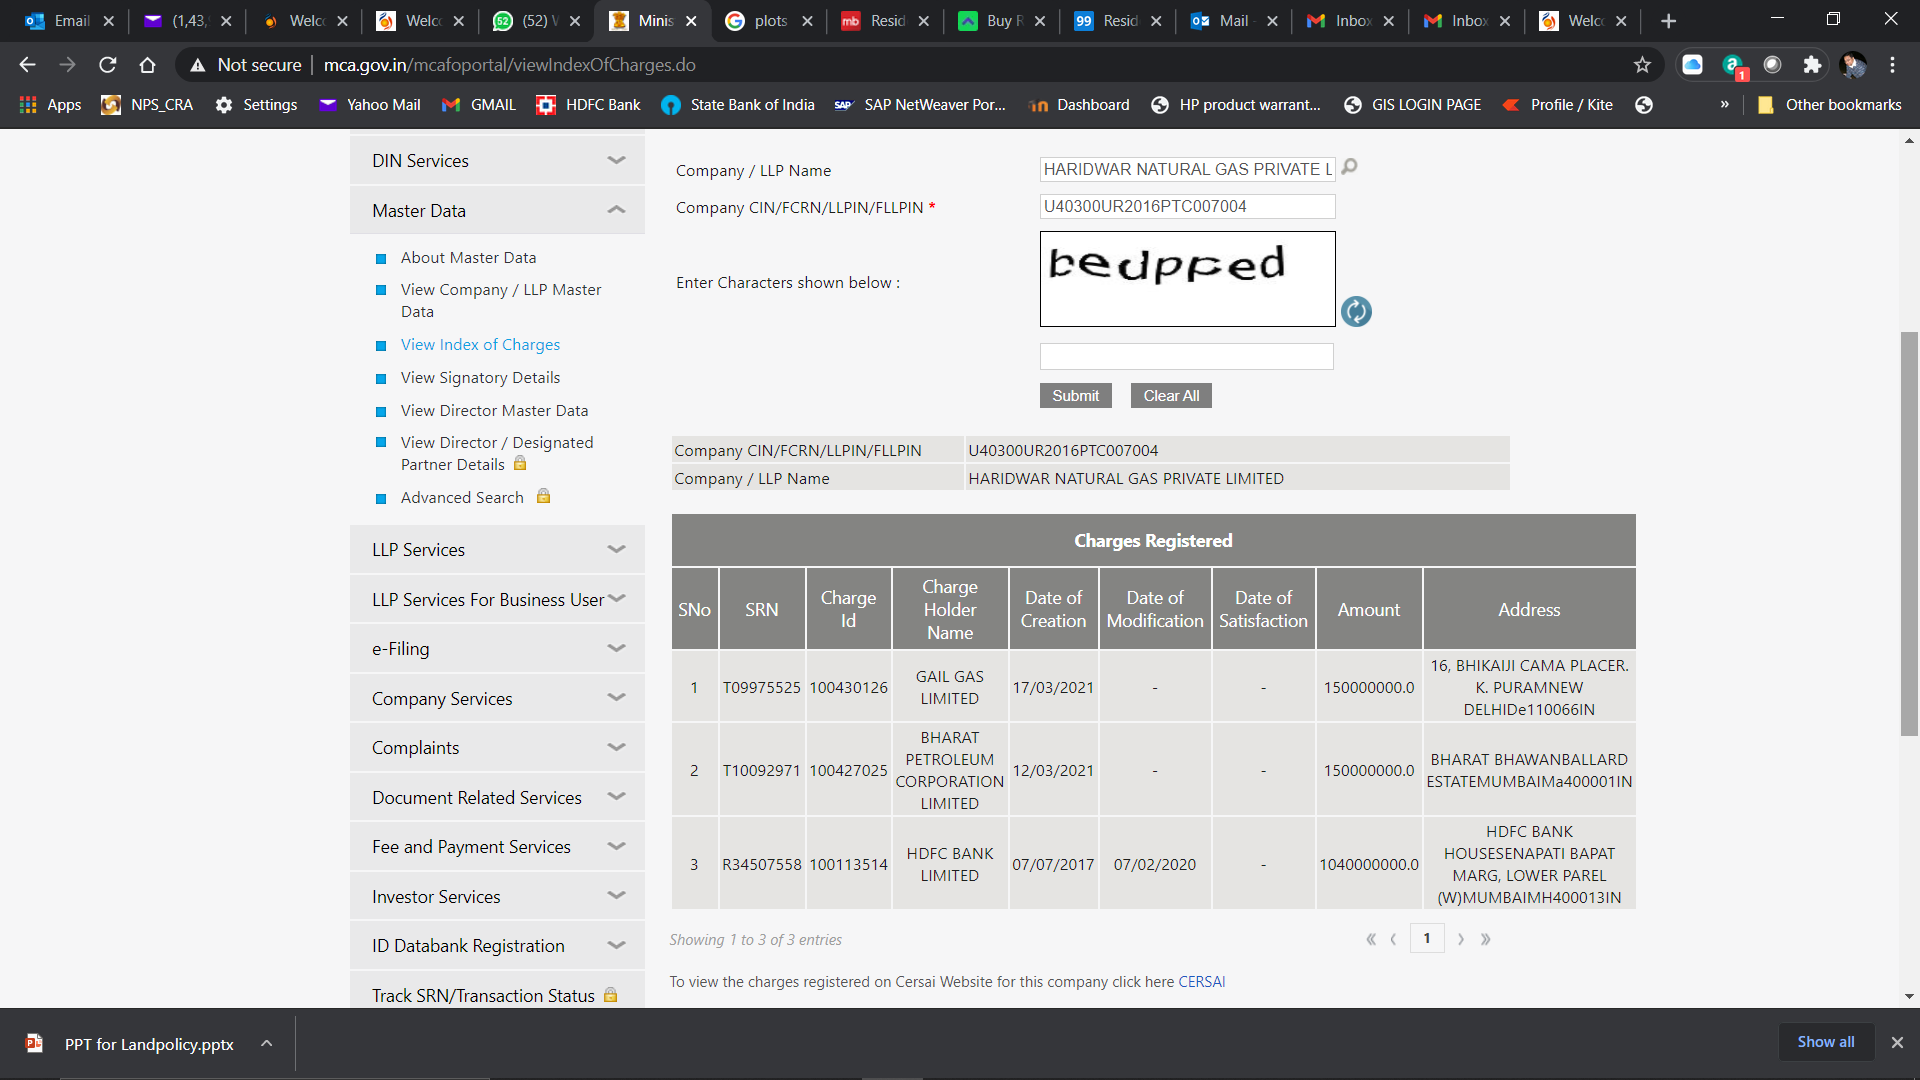 Email
(1,43,
Welco
Welc
(52) W
Minis
plots
Resid
Buy R
Resid
Mail -
Inbox
Inbox
Welco
Not secure
mca.gov.in/mcafoportal/viewIndexOfCharges.do
Apps
NPS_CRA
Settings
Yahoo Mail
GMAIL
HDFC Bank
State Bank of India
SAP NetWeaver Por...
Dashboard
HP product warrant...
GIS LOGIN PAGE
Profile / Kite
»
Other bookmarks
DIN Services
Master Data
About Master Data
View Company / LLP Master
Data
View Index of Charges
View Signatory Details
View Director Master Data
View Director / Designated
Partner Details
Advanced Search
LLP Services
LLP Services For Business User
e-Filing
Company Services
Complaints
Document Related Services
Fee and Payment Services
Investor Services
ID Databank Registration
Track SRN/Transaction Status
Company / LLP Name
HARIDWAR NATURAL GAS PRIVATE L
Company CIN/FCRN/LLPIN/FLLPIN *
U40300UR2016PTC007004
Enter Characters shown below :
Submit
Clear All
Company CIN/FCRN/LLPIN/FLLPIN U40300UR2016PTC007004
Company / LLP Name HARIDWAR NATURAL GAS PRIVATE LIMITED
Charges Registered
SNo
SRN
Charge
Id
Charge
Holder
Name
Date of
Creation
Date of
Modification
Date of
Satisfaction
Amount
Address
1
T09975525
100430126
GAIL GAS
LIMITED
17/03/2021
-
-
150000000.0
16, BHIKAIJI CAMA PLACER.
K. PURAMNEW
DELHIDe110066IN
2
T10092971
100427025
BHARAT
PETROLEUM
CORPORATION
LIMITED
12/03/2021
-
-
150000000.0
BHARAT BHAWANBALLARD
ESTATEMUMBAIMa400001IN
3
R34507558
100113514
HDFC BANK
LIMITED
07/07/2017
07/02/2020
-
1040000000.0
HDFC BANK
HOUSESENAPATI BAPAT
MARG, LOWER PAREL
(W)MUMBAIMH400013IN
Showing 1 to 3 of 3 entries
« ‹ 1 › »
To view the charges registered on Cersai Website for this company click here CERSAI
PPT for Landpolicy.pptx
Show all